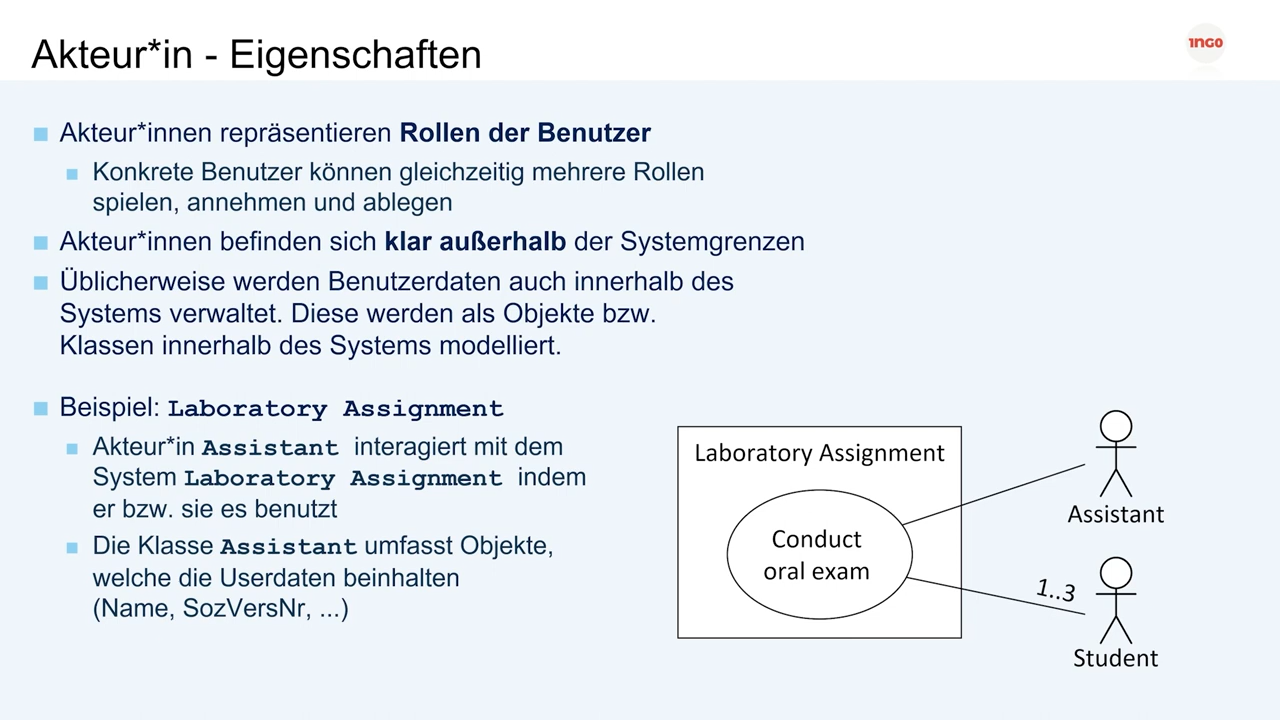 Akteur*in - Eigenschaften
1NGO
Akteur*innen repräsentieren Rollen der Benutzer
Konkrete Benutzer können gleichzeitig mehrere Rollen
spielen, annehmen und ablegen
Akteur*innen befinden sich klar außerhalb der Systemgrenzen
Üblicherweise werden Benutzerdaten auch innerhalb des
Systems verwaltet. Diese werden als Objekte bzw.
Klassen innerhalb des Systems modelliert.
Beispiel: Laboratory Assignment
Akteur*in Assistant interagiert mit dem
System Laboratory Assignment indem
er bzw. sie es benutzt
Die Klasse Assistant umfasst Objekte,
welche die Userdaten beinhalten
(Name, SozVersNr, ...)
Laboratory Assignment
Conduct
oral exam
Assistant
1..3
Student